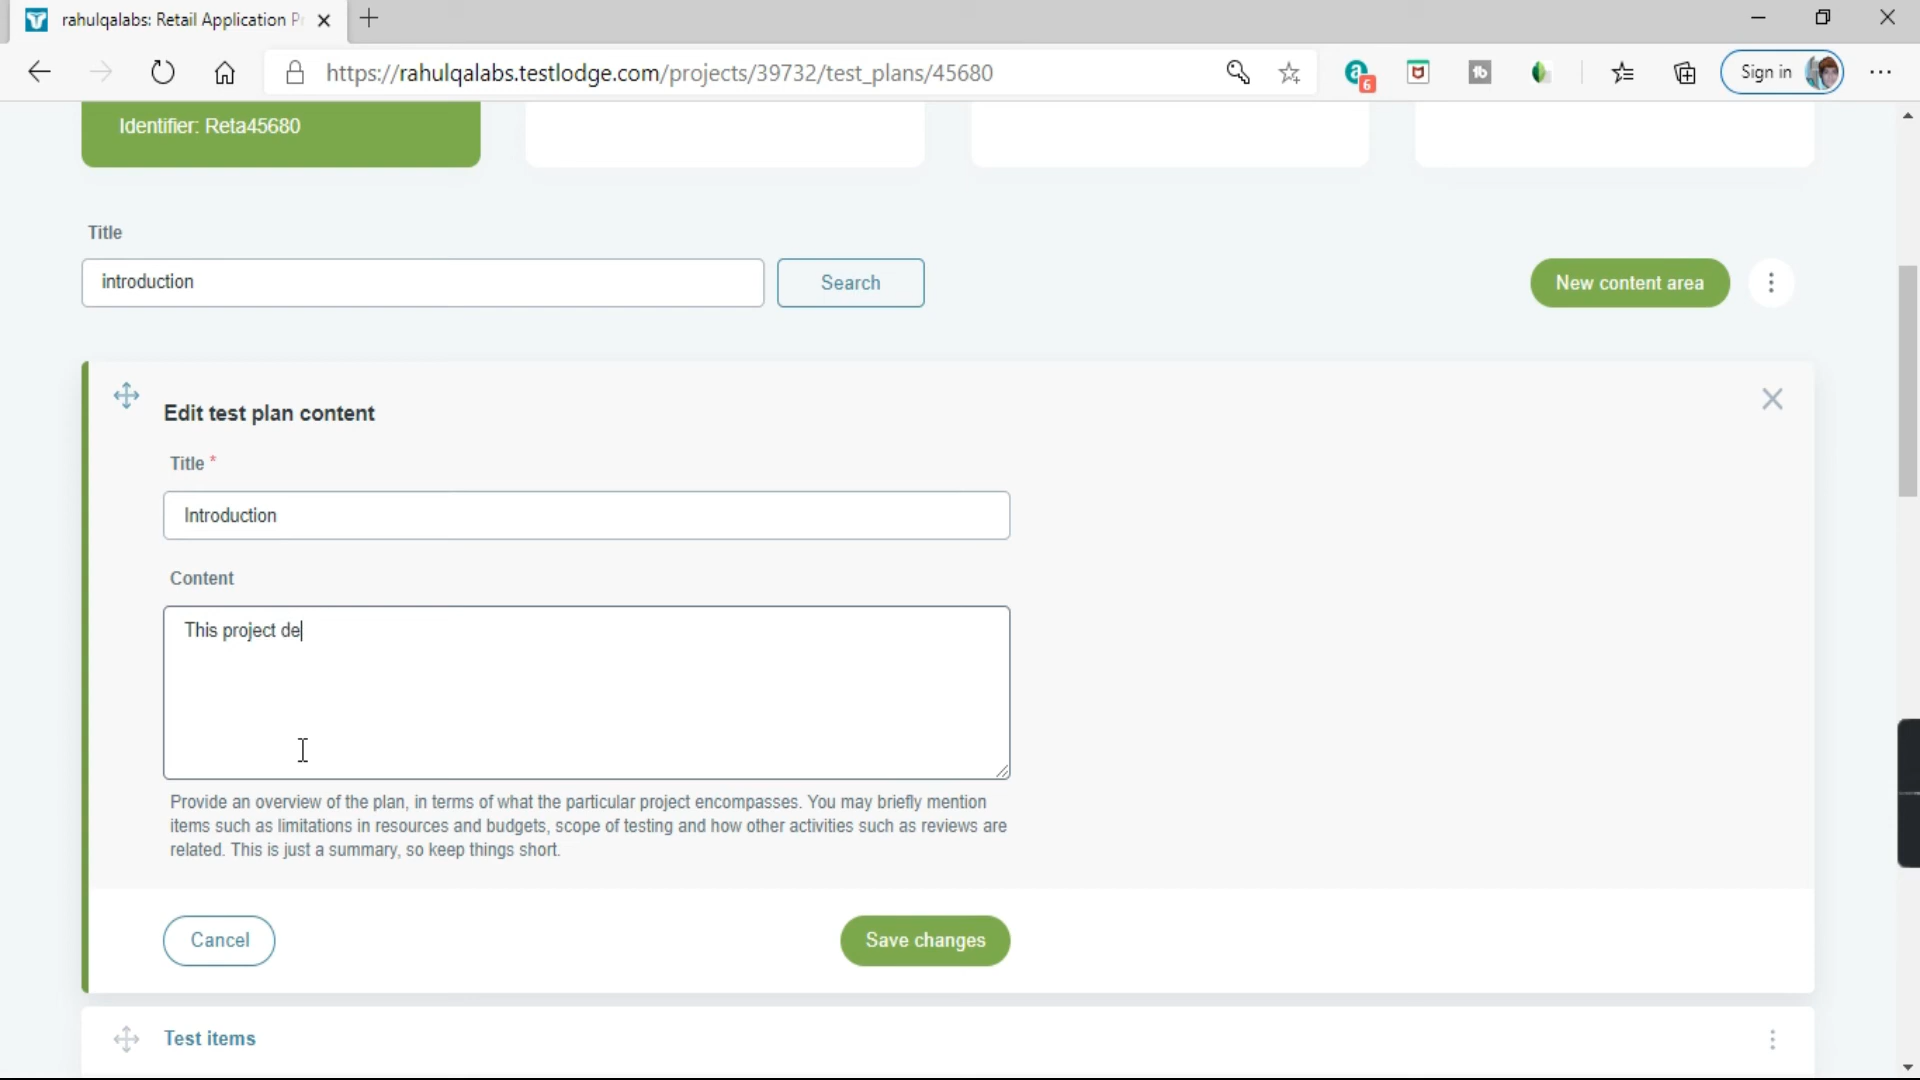 rahulqalabs: Retail Application P
https://rahulqalabs.testlodge.com/projects/39732/test_plans/45680
6
Sign in
Identifier: Reta45680
Title
introduction
Search
New content area
Edit test plan content
Title *
Introduction
Content
This project de
Provide an overview of the plan, in terms of what the particular project encompasses. You may briefly mention
items such as limitations in resources and budgets, scope of testing and how other activities such as reviews are
related. This is just a summary, so keep things short.
Cancel
Save changes
Test items